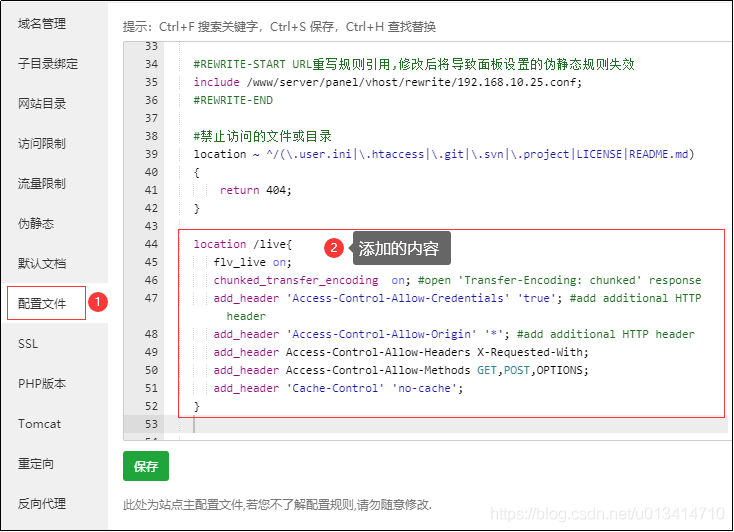 域名管理
子目录绑定
网站目录
访问限制
流量限制
伪静态
默认文档
配置文件 1
SSL
PHP版本
Tomcat
重定向
反向代理
提示：Ctrl+F 搜索关键字，Ctrl+S 保存，Ctrl+H 查找替换
33
34 #REWRITE-START URL重写规则引用,修改后将导致面板设置的伪静态规则失效
35 include /www/server/panel/vhost/rewrite/192.168.10.25.conf;
36 #REWRITE-END
37
38 #禁止访问的文件或目录
39 location ~ ^/(\.user.ini|\.htaccess|\.git|\.svn|\.project|LICENSE|README.md)
40 {
41 return 404;
42 }
43
44 location /live{
2 添加的内容
45 flv_live on;
46 chunked_transfer_encoding on; #open 'Transfer-Encoding: chunked' response
47 add_header 'Access-Control-Allow-Credentials' 'true'; #add additional HTTP
header
48 add_header 'Access-Control-Allow-Origin' '*'; #add additional HTTP header
49 add_header Access-Control-Allow-Headers X-Requested-With;
50 add_header Access-Control-Allow-Methods GET,POST,OPTIONS;
51 add_header 'Cache-Control' 'no-cache';
52 }
53
保存
此处为站点主配置文件,若您不了解配置规则,请勿随意修改.
https://blog.csdn.net/u013414710